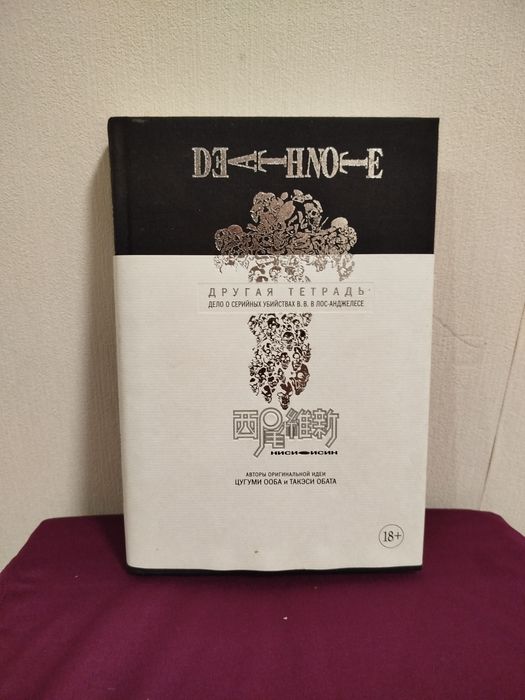 DEATH NOTE
ДРУГАЯ ТЕТРАДЬ
ДЕЛО О СЕРИЙНЫХ УБИЙСТВАХ B.B. В ЛОС-АНДЖЕЛЕСЕ
西尾維新
НИСИОИСИН
АВТОРЫ ОРИГИНАЛЬНОЙ ИДЕИ
ЦУГУМИ ООБА и ТАКЭСИ ОБАТА
18+